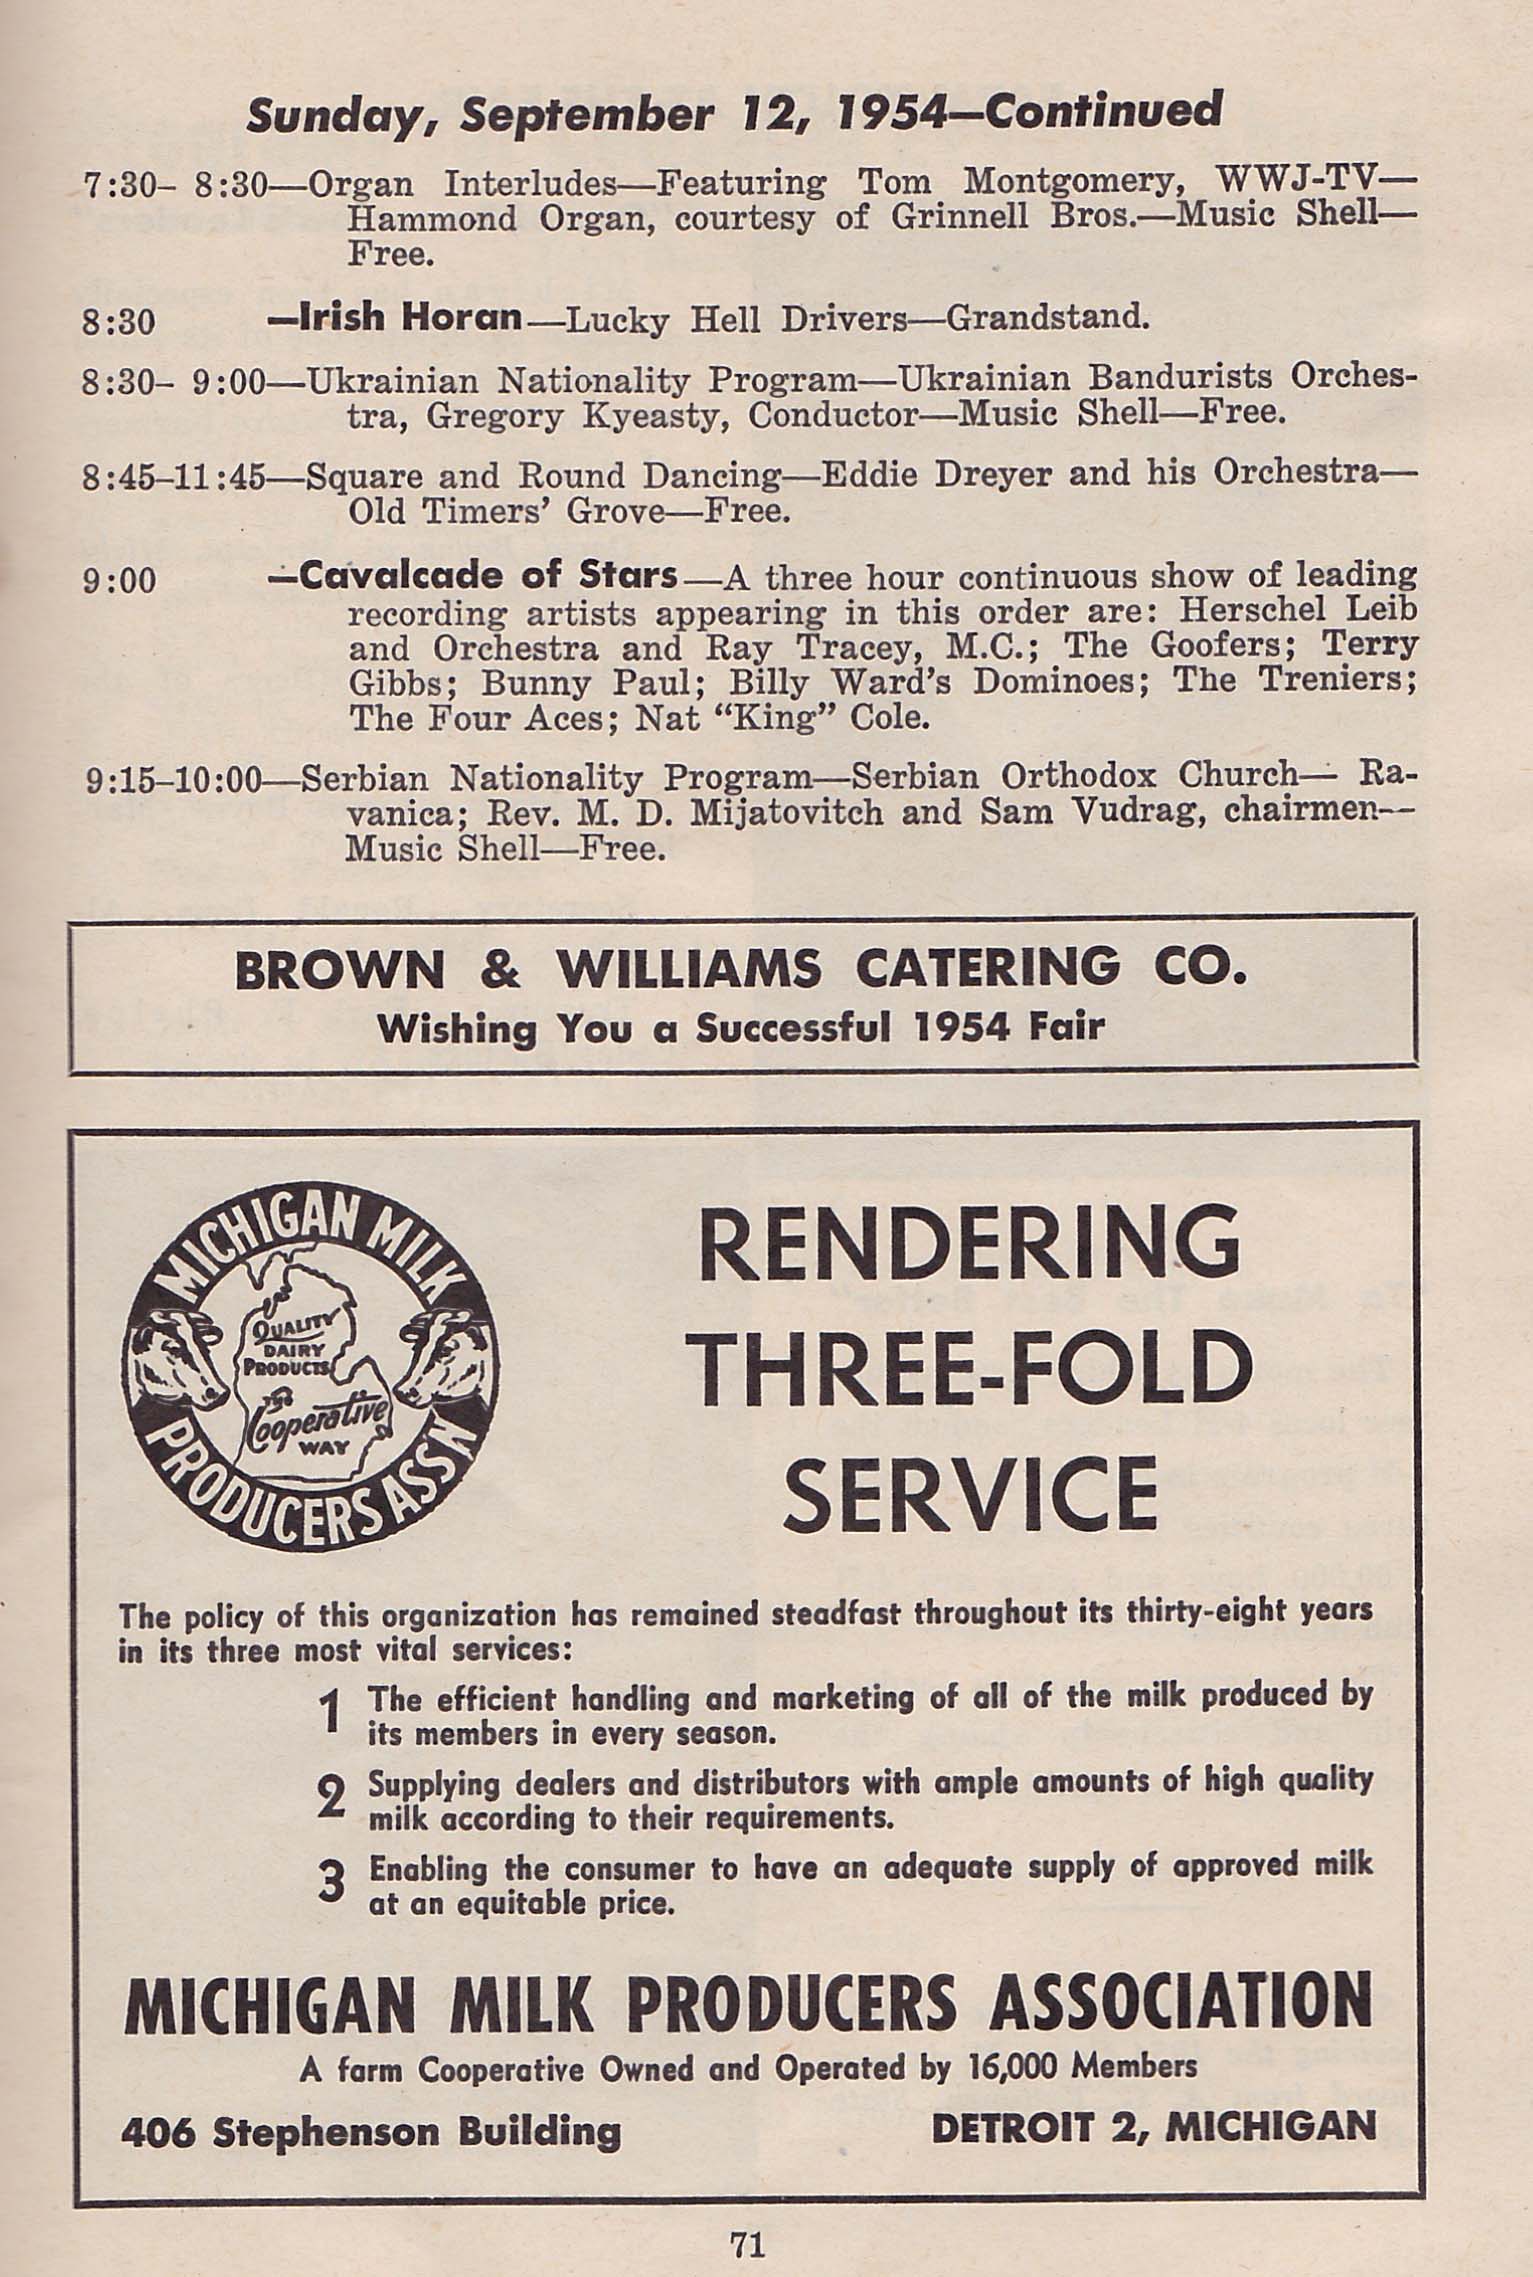 Sunday, September 12, 1954—Continued
7:30– 8:30—Organ Interludes—Featuring Tom Montgomery, WWJ-TV—
Hammond Organ, courtesy of Grinnell Bros.—Music Shell—
Free.
8:30 —Irish Horan—Lucky Hell Drivers—Grandstand.
8:30– 9:00—Ukrainian Nationality Program—Ukrainian Bandurists Orches-
tra, Gregory Kyeasty, Conductor—Music Shell—Free.
8:45–11:45—Square and Round Dancing—Eddie Dreyer and his Orchestra—
Old Timers' Grove—Free.
9:00 —Cavalcade of Stars—A three hour continuous show of leading
recording artists appearing in this order are: Herschel Leib
and Orchestra and Ray Tracey, M.C.; The Goofers; Terry
Gibbs; Bunny Paul; Billy Ward's Dominoes; The Treniers;
The Four Aces; Nat "King" Cole.
9:15–10:00—Serbian Nationality Program—Serbian Orthodox Church— Ra-
vanica; Rev. M. D. Mijatovitch and Sam Vudrag, chairmen—
Music Shell—Free.
BROWN & WILLIAMS CATERING CO.
Wishing You a Successful 1954 Fair
MICHIGAN MILK
QUALITY
DAIRY
PRODUCTS
THE
Cooperative
WAY
PRODUCERS ASS'N
RENDERING
THREE-FOLD
SERVICE
The policy of this organization has remained steadfast throughout its thirty-eight years
in its three most vital services:
1 The efficient handling and marketing of all of the milk produced by
its members in every season.
2 Supplying dealers and distributors with ample amounts of high quality
milk according to their requirements.
3 Enabling the consumer to have an adequate supply of approved milk
at an equitable price.
MICHIGAN MILK PRODUCERS ASSOCIATION
A farm Cooperative Owned and Operated by 16,000 Members
406 Stephenson Building DETROIT 2, MICHIGAN
71